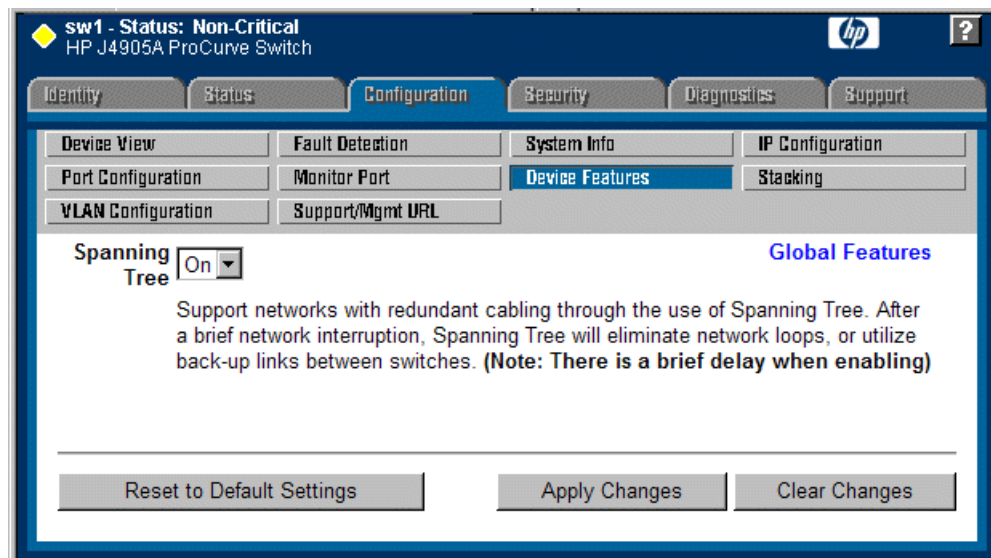 sw1 - Status: Non-Critical
HP J4905A ProCurve Switch
hp
?
Identity Status Configuration Security Diagnostics Support
Device View Fault Detection System Info IP Configuration
Port Configuration Monitor Port Device Features Stacking
VLAN Configuration Support/Mgmt URL
Spanning Tree On Global Features
Support networks with redundant cabling through the use of Spanning Tree. After
a brief network interruption, Spanning Tree will eliminate network loops, or utilize
back-up links between switches. (Note: There is a brief delay when enabling)
Reset to Default Settings Apply Changes Clear Changes